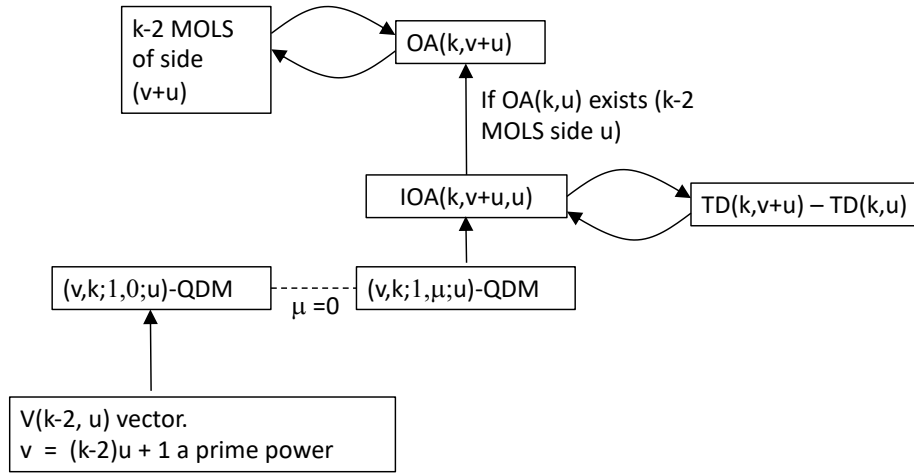 k-2 MOLS
of side
(v+u)
OA(k,v+u)
If OA(k,u) exists (k-2
MOLS side u)
IOA(k,v+u,u)
TD(k,v+u) – TD(k,u)
(v,k;1,0;u)-QDM
μ =0
(v,k;1,μ;u)-QDM
V(k-2, u) vector.
v = (k-2)u + 1 a prime power